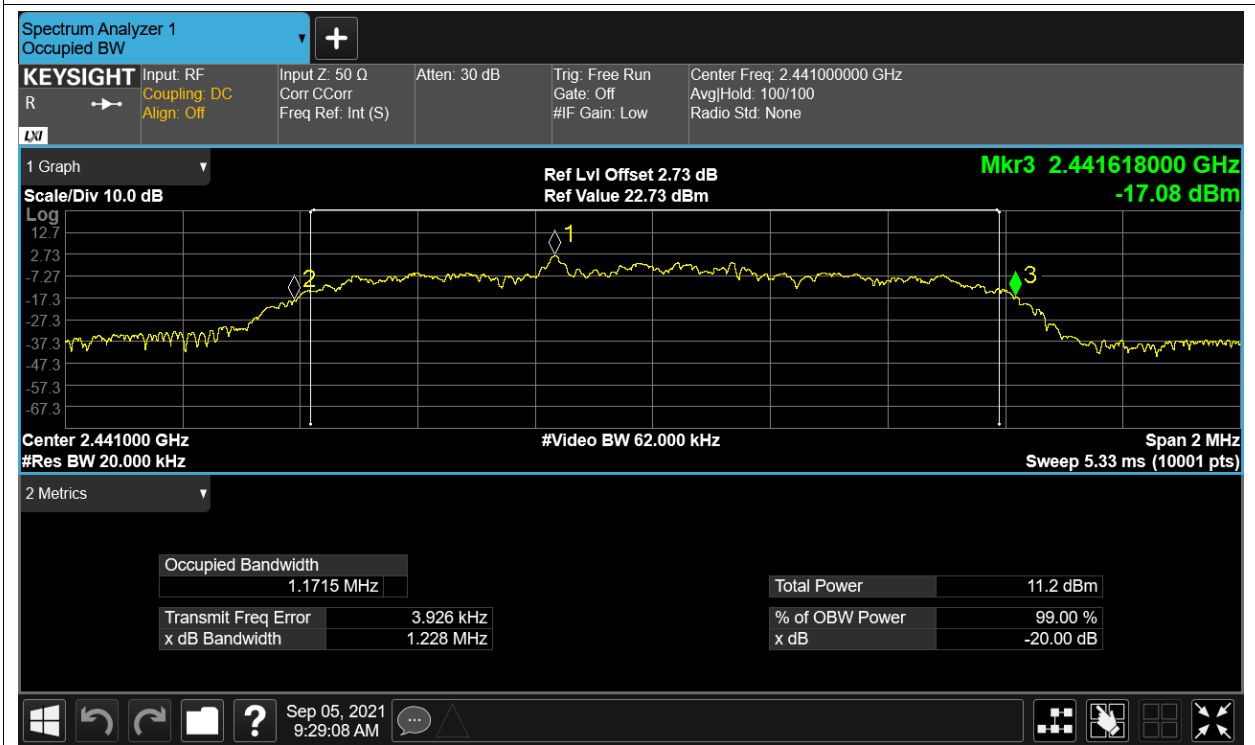 Spectrum Analyzer 1
Occupied BW
KEYSIGHT
R
LXI
Input: RF
Coupling: DC
Align: Off
Input Z: 50 Ω
Corr CCorr
Freq Ref: Int (S)
Atten: 30 dB
Trig: Free Run
Gate: Off
#IF Gain: Low
Center Freq: 2.441000000 GHz
Avg|Hold: 100/100
Radio Std: None
1 Graph
Scale/Div 10.0 dB
Ref Lvl Offset 2.73 dB
Ref Value 22.73 dBm
Mkr3 2.441618000 GHz
-17.08 dBm
Log
12.7
2.73
-7.27
-17.3
-27.3
-37.3
-47.3
-57.3
-67.3
1
2
3
Center 2.441000 GHz
#Res BW 20.000 kHz
#Video BW 62.000 kHz
Span 2 MHz
Sweep 5.33 ms (10001 pts)
2 Metrics
Occupied Bandwidth
1.1715 MHz
Transmit Freq Error 3.926 kHz
x dB Bandwidth 1.228 MHz
Total Power 11.2 dBm
% of OBW Power 99.00 %
x dB -20.00 dB
Sep 05, 2021
9:29:08 AM